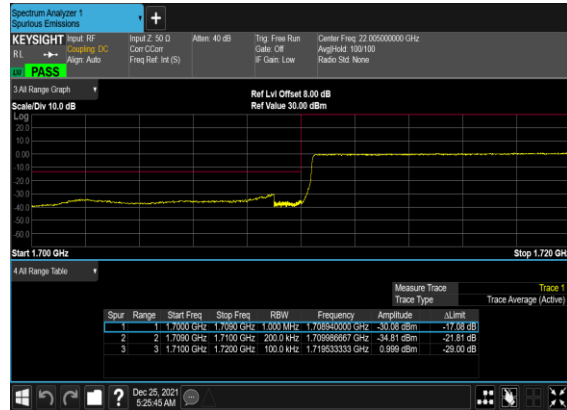 Spectrum Analyzer 1
Spurious Emissions
KEYSIGHT Input: RF Input Z: 50 Ω Atten: 40 dB Trig: Free Run Center Freq: 22.005000000 GHz
RL Coupling: DC Corr CCorr Gate: Off Avg|Hold: 100/100
Align: Auto Freq Ref: Int (S) IF Gain: Low Radio Std: None
PASS
3 All Range Graph
Ref Lvl Offset 8.00 dB
Scale/Div 10.0 dB Ref Value 30.00 dBm
Log
20.0
10.0
0.00
-10.0
-20.0
-30.0
-40.0
-50.0
-60.0
Start 1.700 GHz Stop 1.720 GH
4 All Range Table
Measure Trace Trace 1
Trace Type Trace Average (Active)
Spur Range Start Freq Stop Freq RBW Frequency Amplitude ΔLimit
1 1 1.7000 GHz 1.7090 GHz 1.000 MHz 1.708940000 GHz -30.08 dBm -17.08 dB
2 2 1.7090 GHz 1.7100 GHz 200.0 kHz 1.709986667 GHz -34.81 dBm -21.81 dB
3 3 1.7100 GHz 1.7200 GHz 100.0 kHz 1.719533333 GHz 0.999 dBm -29.00 dB
Dec 25, 2021
5:25:45 AM